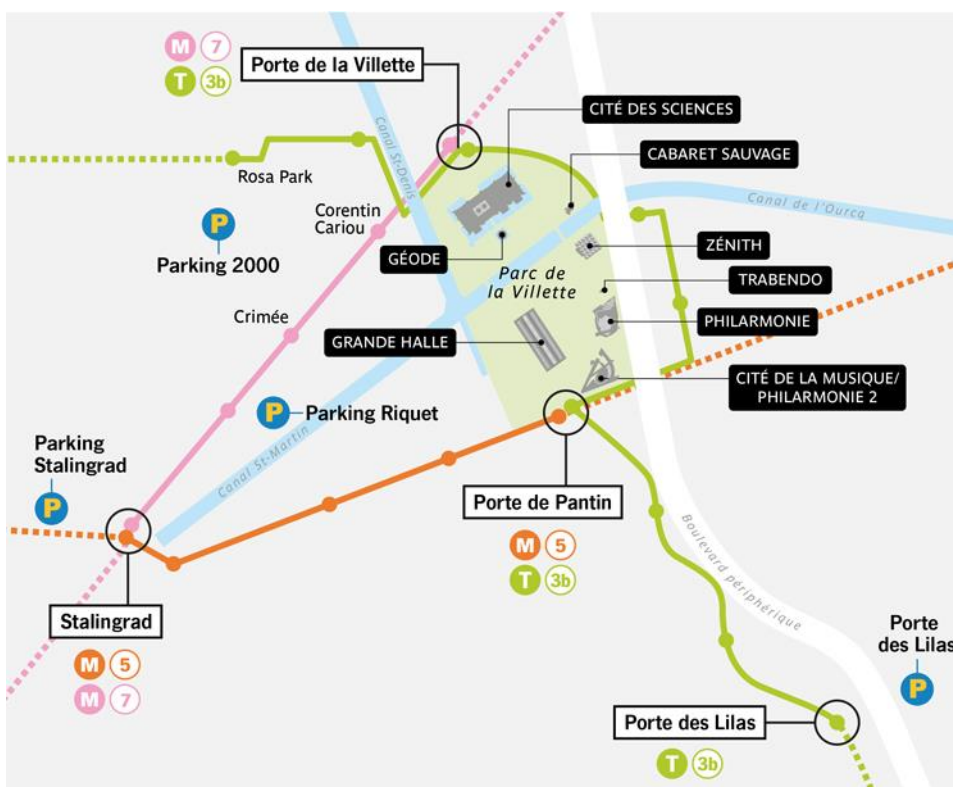 M 7
T 3b
Porte de la Villette
CITÉ DES SCIENCES
CABARET SAUVAGE
Canal St-Denis
Canal de l'Ourcq
Rosa Park
Corentin
Cariou
P
Parking 2000
GÉODE
ZÉNITH
Parc de
la Villette
TRABENDO
Crimée
GRANDE HALLE
PHILARMONIE
CITÉ DE LA MUSIQUE/
PHILARMONIE 2
P
Parking Riquet
Canal St-Martin
Parking
Stalingrad
P
Porte de Pantin
M 5
T 3b
Boulevard périphérique
Stalingrad
M 5
M 7
Porte
des Lilas
P
Porte des Lilas
T 3b